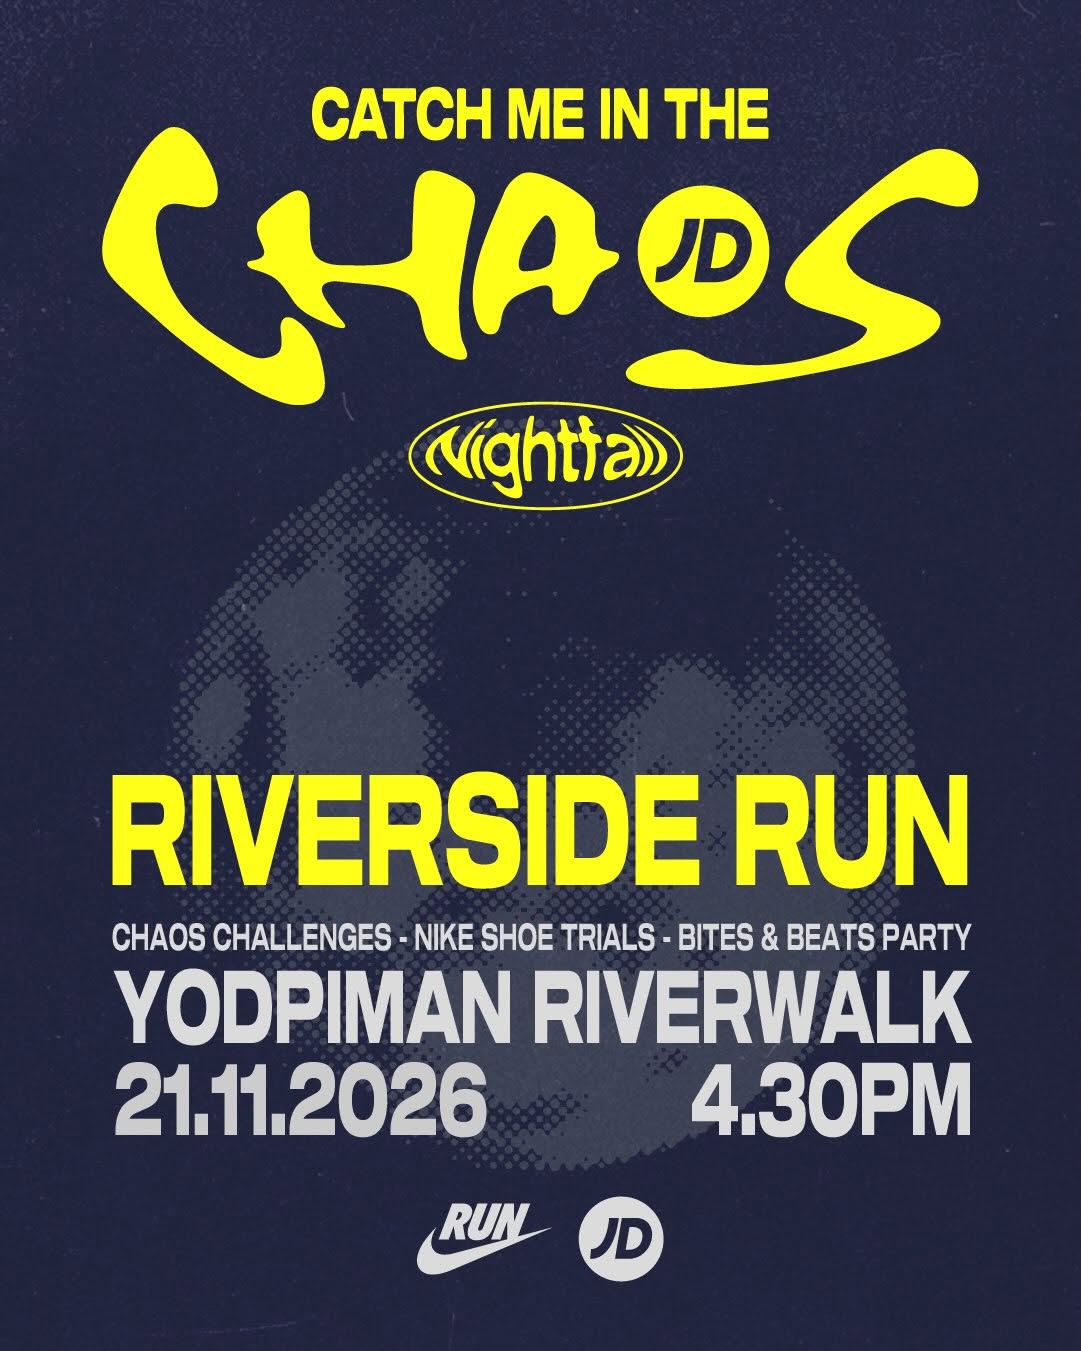 CATCH ME IN THE
CHAOS
JD
Nightfall
RIVERSIDE RUN
CHAOS CHALLENGES - NIKE SHOE TRIALS - BITES & BEATS PARTY
YODPIMAN RIVERWALK
21.11.2026 4.30PM
RUN JD